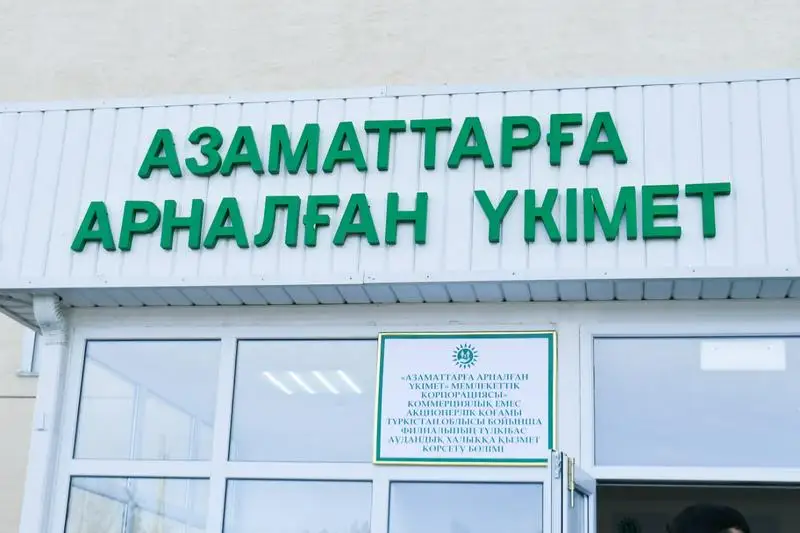 АЗАМАТТАРҒА
АРНАЛҒАН ҮКІМЕТ
«АЗАМАТТАРҒА АРНАЛҒАН
ҮКІМЕТ» МЕМЛЕКЕТТІК
КОРПОРАЦИЯСЫ»
КОММЕРЦИЯЛЫҚ ЕМЕС
АКЦИОНЕРЛІК ҚОҒАМЫ
ТҮРКІСТАН ОБЛЫСЫ БОЙЫНША
ФИЛИАЛЫНЫҢ ТҮЛКІБАС
АУДАНДЫҚ ХАЛЫҚҚА ҚЫЗМЕТ
КӨРСЕТУ БӨЛІМІ